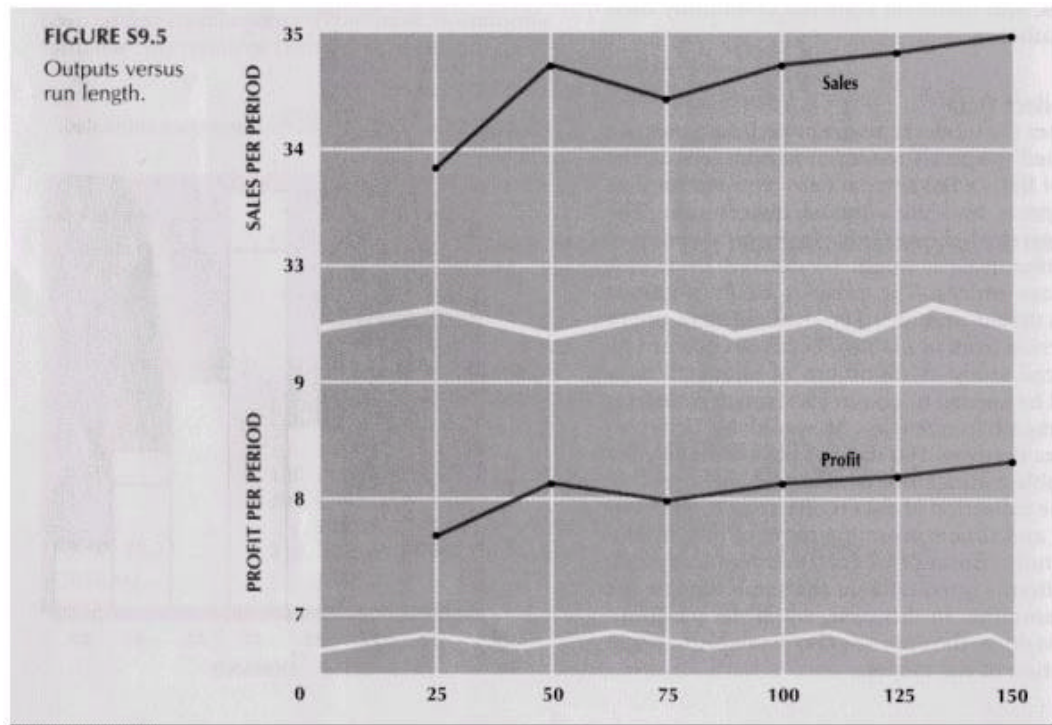 FIGURE S9.5
Outputs versus
run length.
SALES PER PERIOD
35
34
33
Sales
PROFIT PER PERIOD
9
8
7
Profit
0 25 50 75 100 125 150